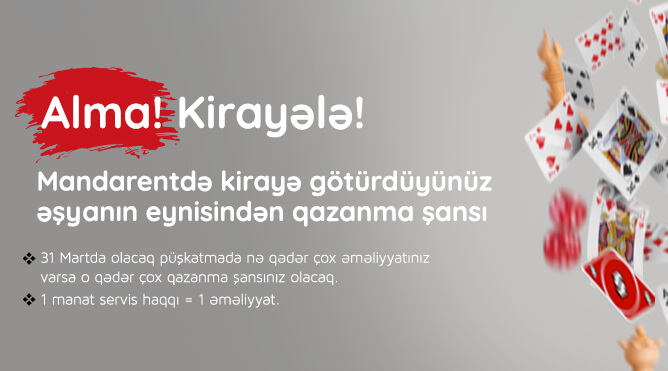 Alma! Kirayələ!
Mandarentdə kirayə götürdüyünüz
əşyanın eynisindən qazanma şansı
❖ 31 Martda olacaq püşkatmada nə qədər çox əməliyyatınız
varsa o qədər çox qazanma şansınız olacaq.
❖ 1 manat servis haqqı = 1 əməliyyat.